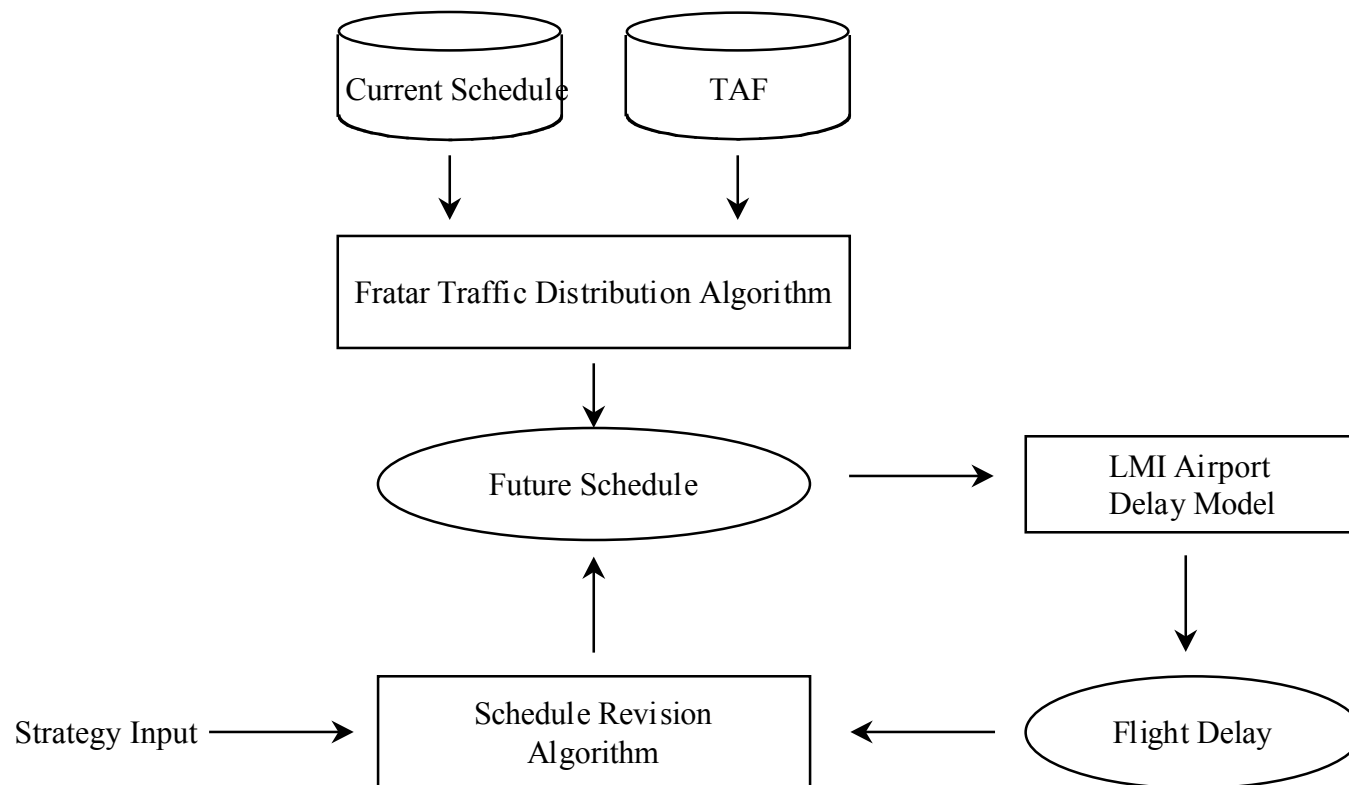 Current Schedule
TAF
Fratar Traffic Distribution Algorithm
Future Schedule
LMI Airport
Delay Model
Strategy Input
Schedule Revision
Algorithm
Flight Delay